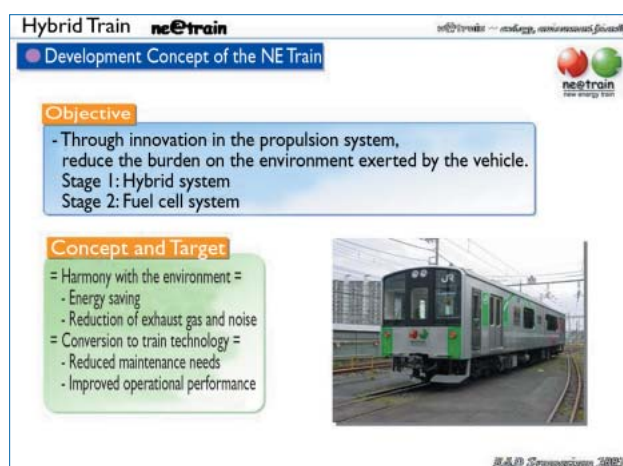 Hybrid Train ne@train
Development Concept of the NE Train
ne@train
new energy train
Objective
- Through innovation in the propulsion system,
reduce the burden on the environment exerted by the vehicle.
Stage 1: Hybrid system
Stage 2: Fuel cell system
Concept and Target
= Harmony with the environment =
- Energy saving
- Reduction of exhaust gas and noise
= Conversion to train technology =
- Reduced maintenance needs
- Improved operational performance
JR
R&D Symposium